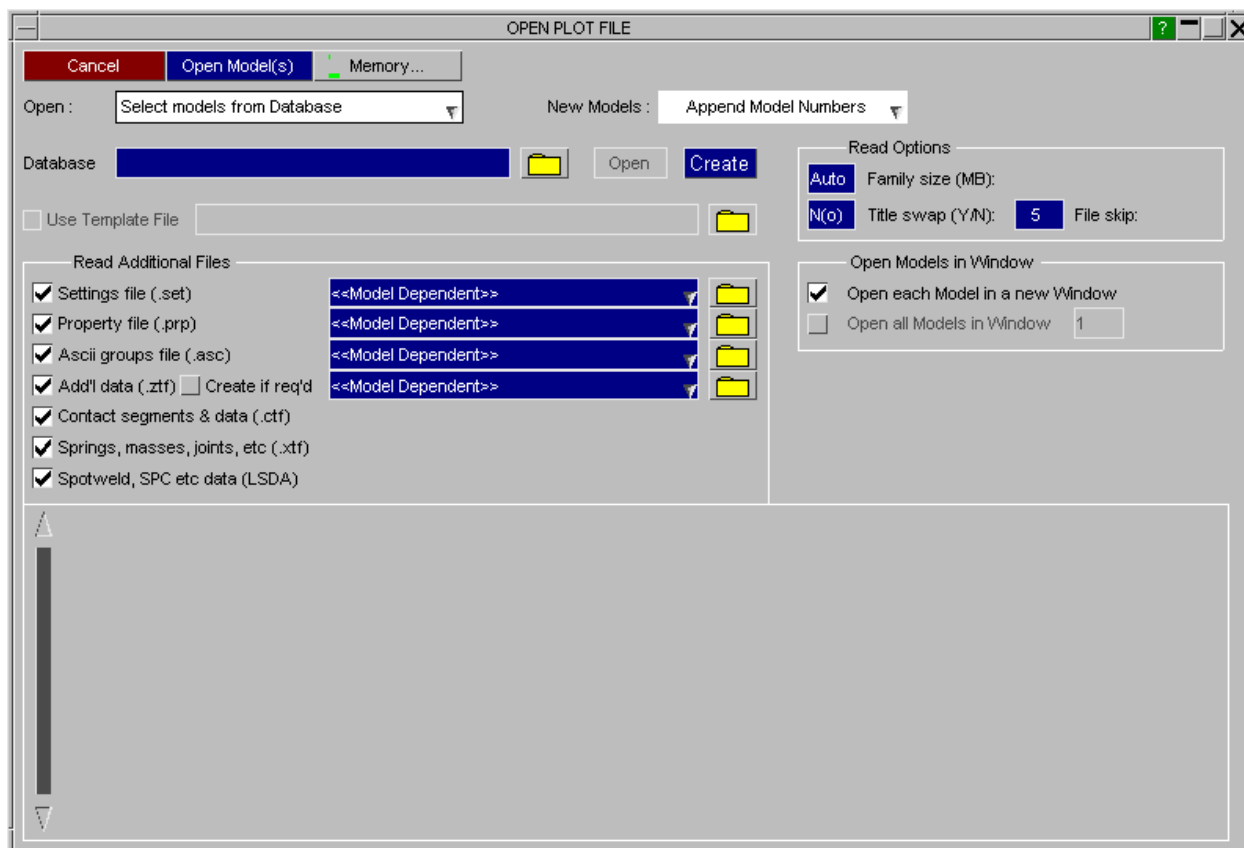 OPEN PLOT FILE ?
Cancel Open Model(s) Memory...
Open : Select models from Database New Models : Append Model Numbers
Database Open Create
Use Template File
Read Options
Auto Family size (MB):
N(o) Title swap (Y/N): 5 File skip:
Read Additional Files
Settings file (.set) <<Model Dependent>>
Property file (.prp) <<Model Dependent>>
Ascii groups file (.asc) <<Model Dependent>>
Add'l data (.ztf) Create if req'd <<Model Dependent>>
Contact segments & data (.ctf)
Springs, masses, joints, etc (.xtf)
Spotweld, SPC etc data (LSDA)
Open Models in Window
Open each Model in a new Window
Open all Models in Window 1